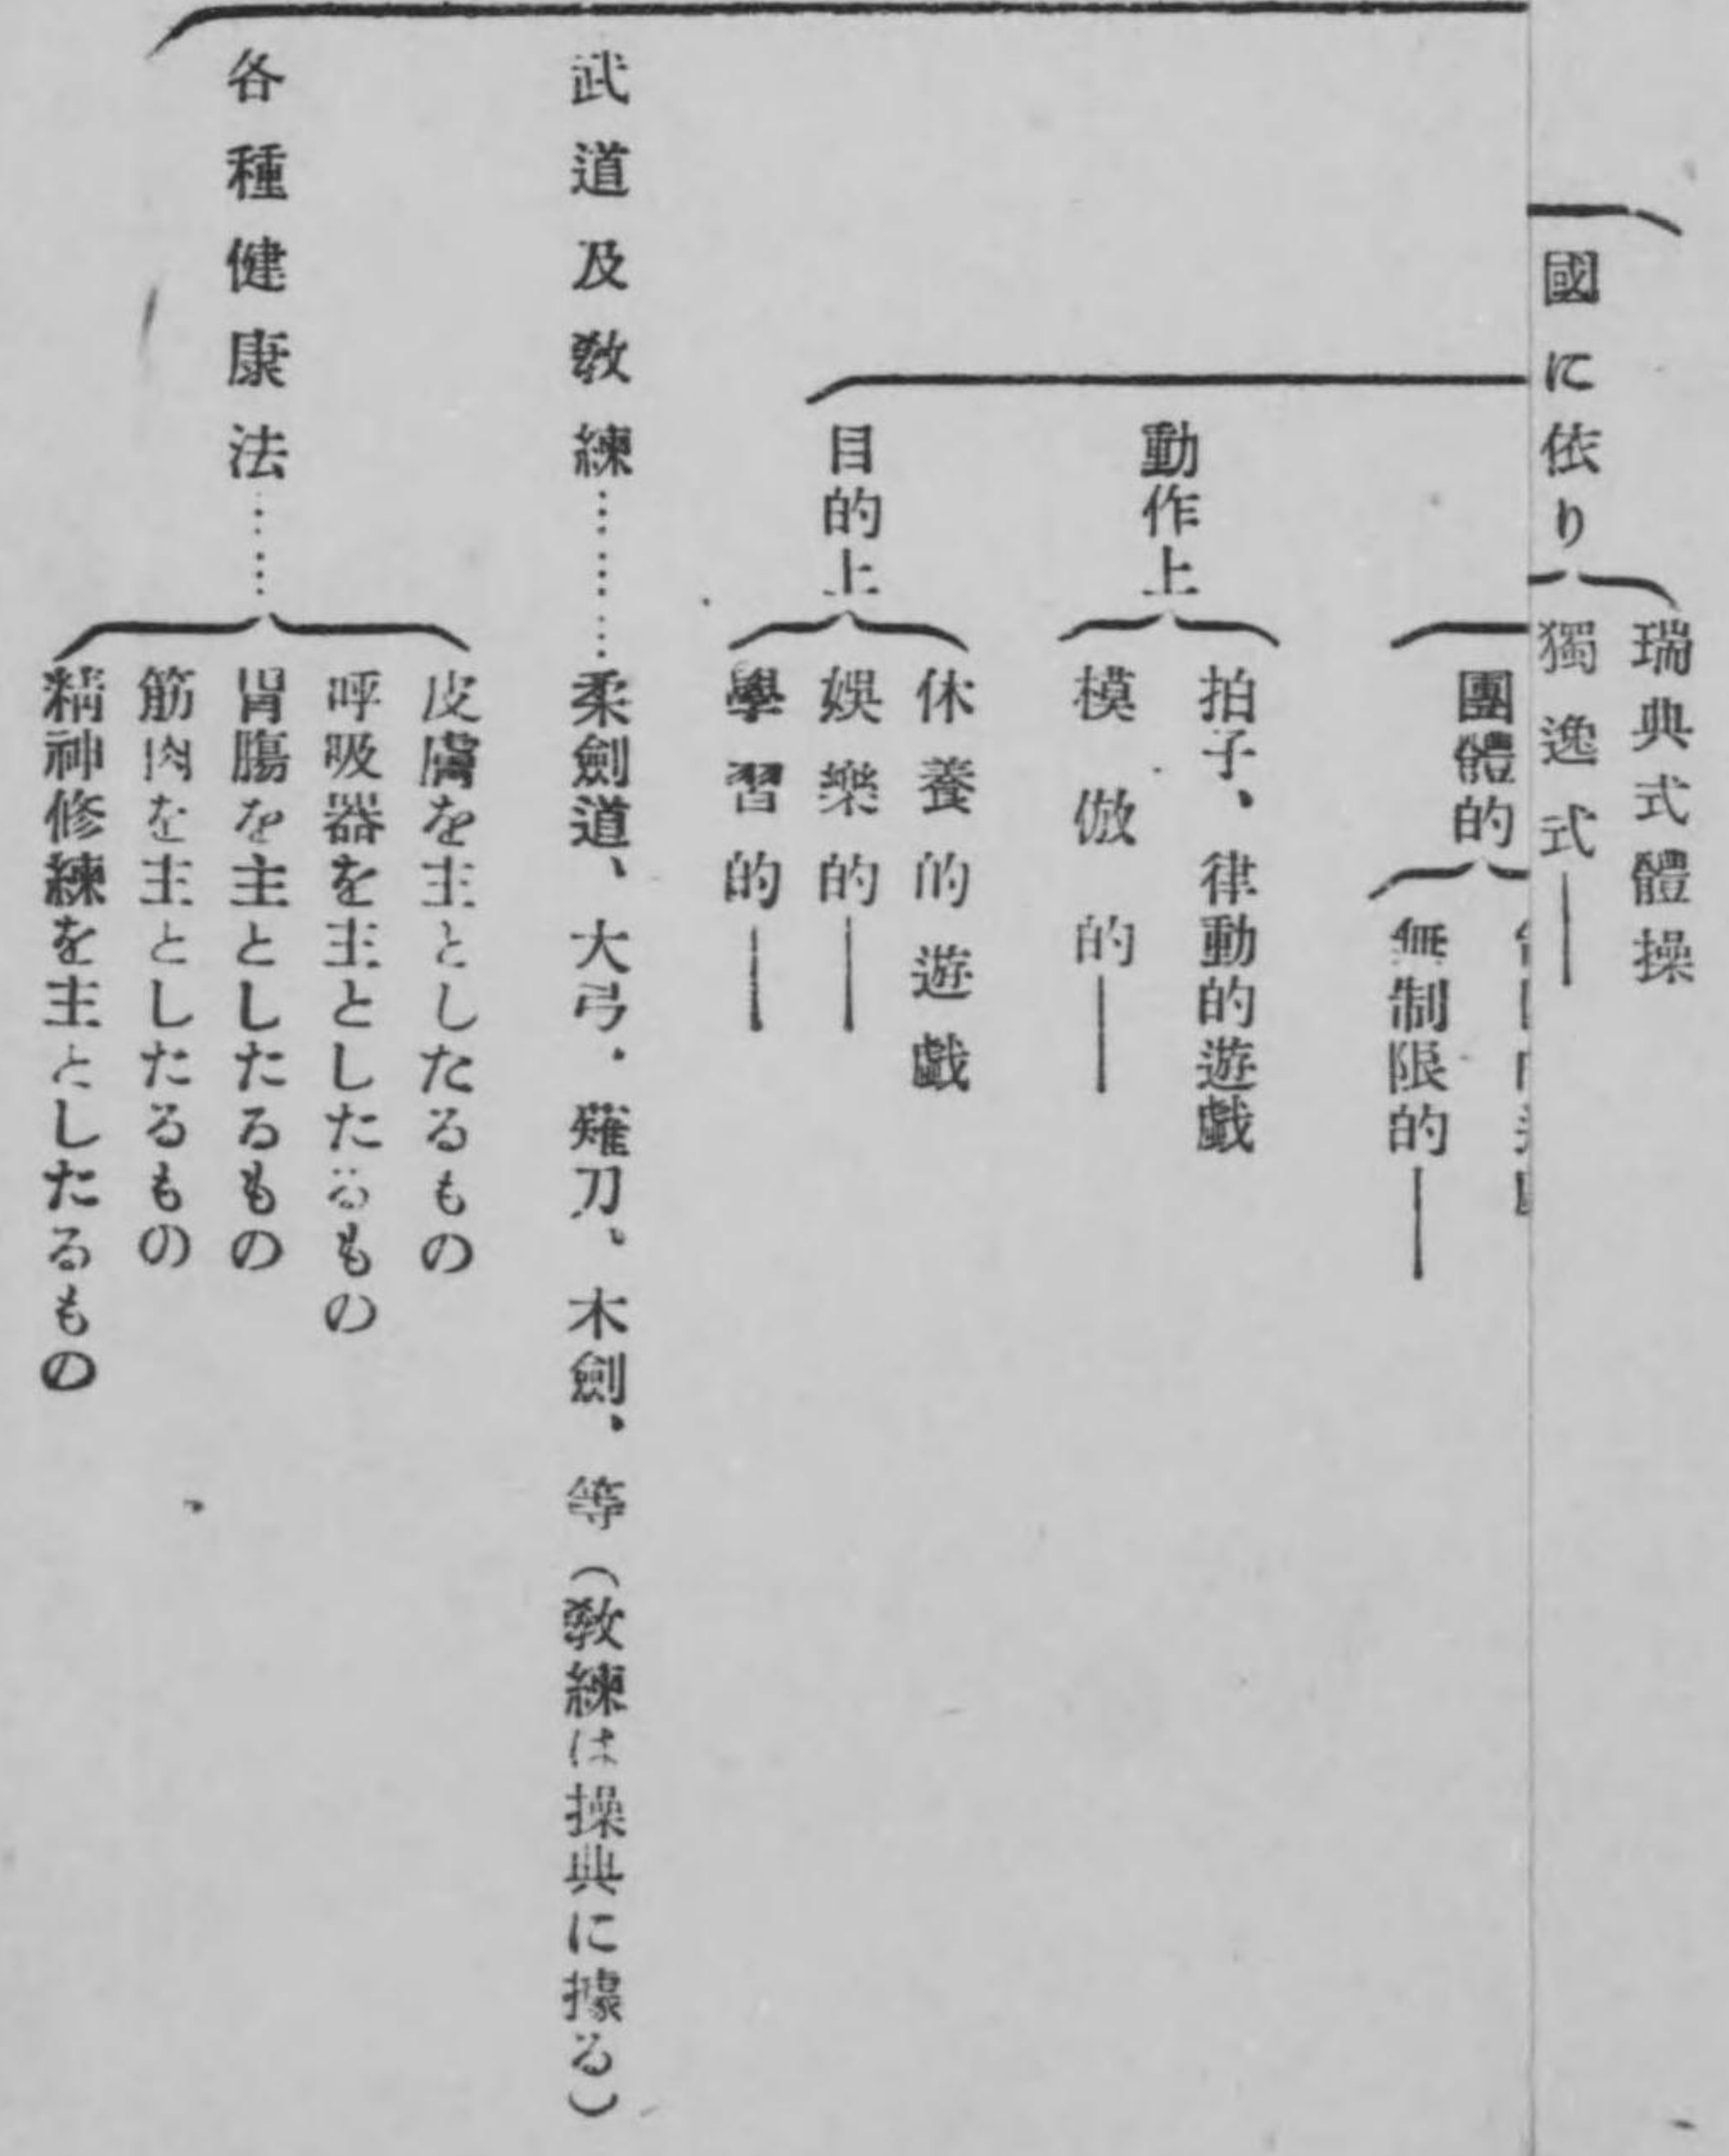 瑞典式體操
國に依り
獨逸式――
團體的
無制限的――
動作上
拍子、律動的遊戲
模倣的――
目的上
休養的遊戲
娯樂的――
學習的――
武道及敎練…………柔劍道、大弓、薙刀、木劍、等(敎練は操典に據る)
各種健康法……
皮膚を主としたるもの
呼吸器を主としたるもの
胃腸を主としたるもの
筋肉を主としたるもの
精神修練を主としたるもの